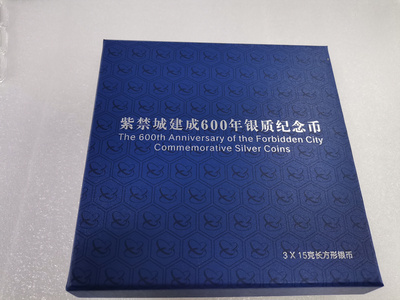 紫禁城建成600年银质纪念币
The 600th Anniversary of the Forbidden City
Commemorative Silver Coins
3 X 15克长方形银币